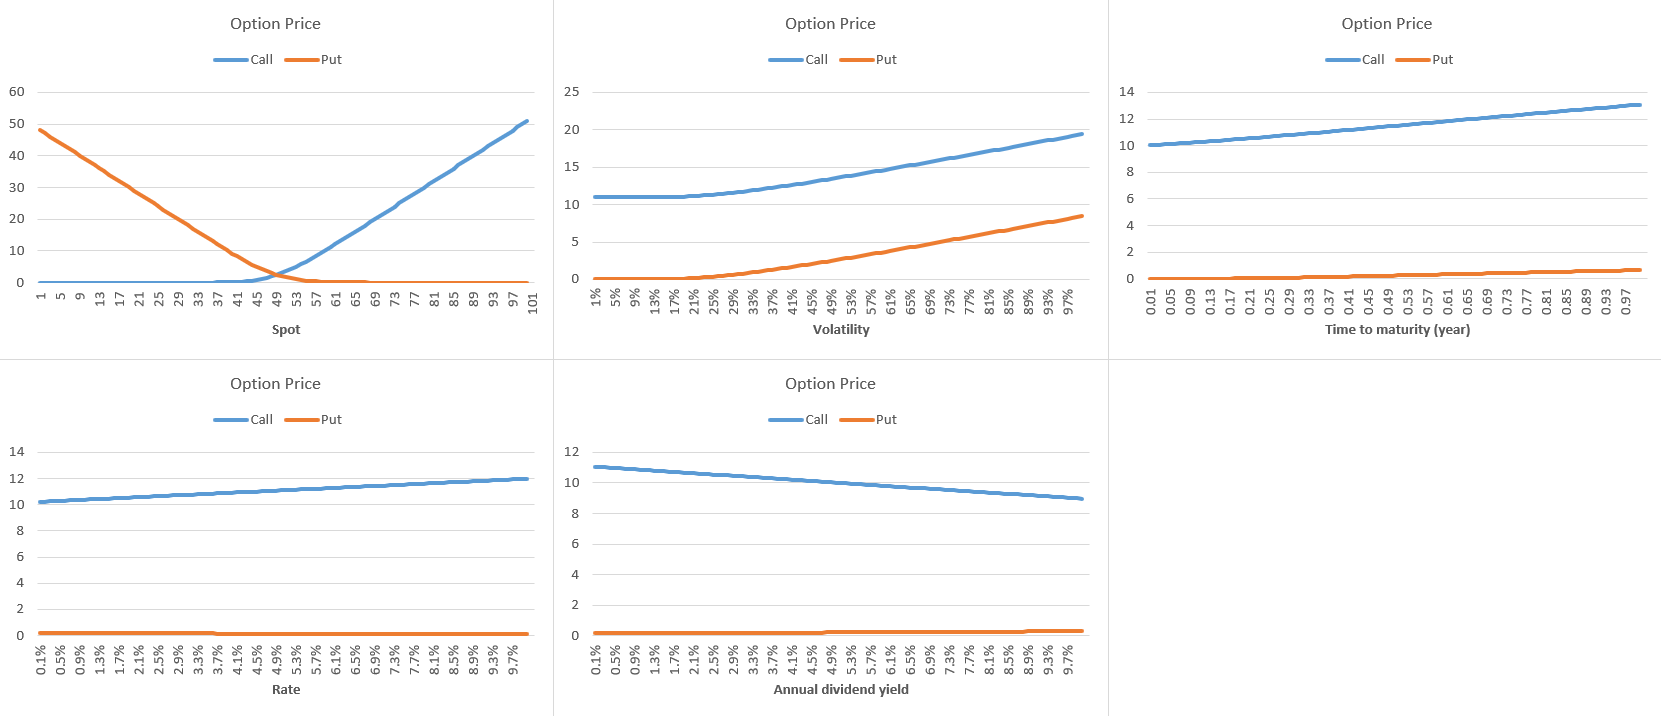 Option Price
Call Put
60
50
40
30
20
10
0
1 5 9 13 17 21 25 29 33 37 41 45 49 53 57 61 65 69 73 77 81 85 89 93 97 101
Spot
Option Price
Call Put
25
20
15
10
5
0
1% 5% 9% 13% 17% 21% 25% 29% 33% 37% 41% 45% 49% 53% 57% 61% 65% 69% 73% 77% 81% 85% 89% 93% 97%
Volatility
Option Price
Call Put
14
12
10
8
6
4
2
0
0.01 0.05 0.09 0.13 0.17 0.21 0.25 0.29 0.33 0.37 0.41 0.45 0.49 0.53 0.57 0.61 0.65 0.69 0.73 0.77 0.81 0.85 0.89 0.93 0.97
Time to maturity (year)
Option Price
Call Put
14
12
10
8
6
4
2
0
0.1% 0.5% 0.9% 1.3% 1.7% 2.1% 2.5% 2.9% 3.3% 3.7% 4.1% 4.5% 4.9% 5.3% 5.7% 6.1% 6.5% 6.9% 7.3% 7.7% 8.1% 8.5% 8.9% 9.3% 9.7%
Rate
Option Price
Call Put
12
10
8
6
4
2
0
0.1% 0.5% 0.9% 1.3% 1.7% 2.1% 2.5% 2.9% 3.3% 3.7% 4.1% 4.5% 4.9% 5.3% 5.7% 6.1% 6.5% 6.9% 7.3% 7.7% 8.1% 8.5% 8.9% 9.3% 9.7%
Annual dividend yield